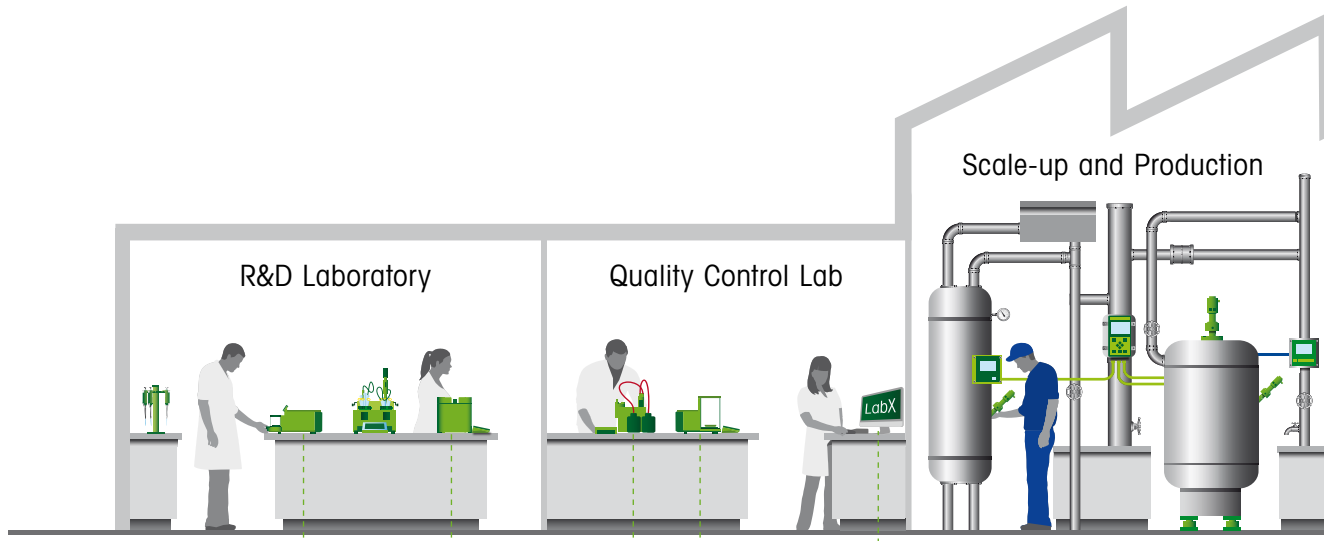 Scale-up and Production
R&D Laboratory
Quality Control Lab
LabX